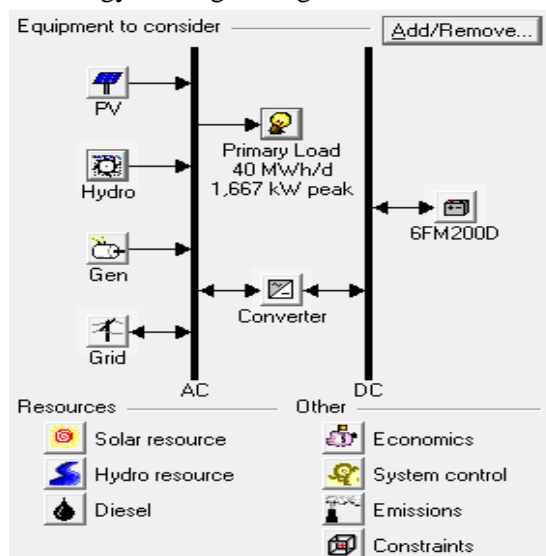 Equipment to consider
Add/Remove...
PV
Primary Load
40 MWh/d
1,667 kW peak
Hydro
6FM200D
Gen
Converter
Grid
AC
DC
Resources
Other
Solar resource
Economics
Hydro resource
System control
Diesel
Emissions
Constraints